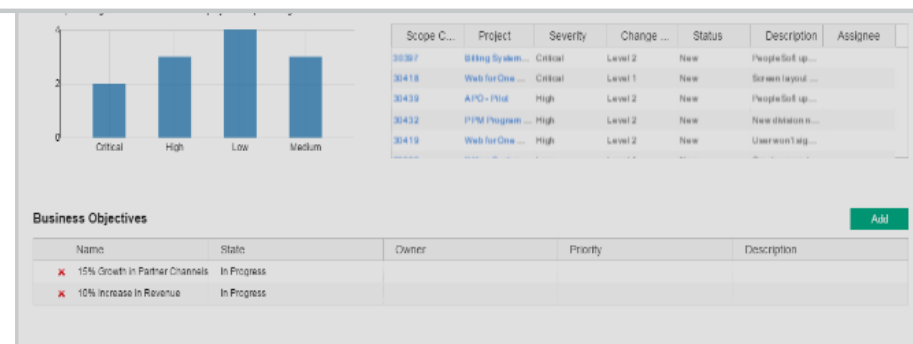 4
Scope C... Project Severity Change ... Status Description Assignee
30387 Billing System... Critical Level 2 New PeopleSoft up...
30418 Web for One ... Critical Level 1 New Screen layout ...
2
30439 APO - Pilot High Level 2 New PeopleSoft up...
30432 PPM Program ... High Level 2 New New division n...
0
30419 Web for One ... High Level 2 New User won't sig...
Critical High Low Medium
Business Objectives
Add
Name State Owner Priority Description
15% Growth in Partner Channels In Progress
10% Increase in Revenue In Progress